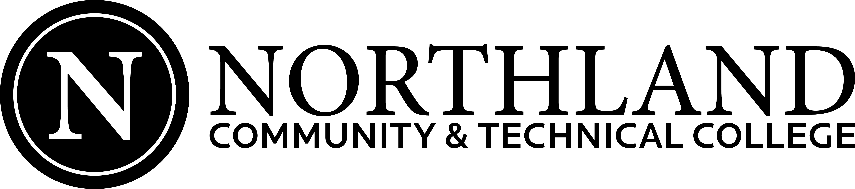 N
NORTHLAND
COMMUNITY & TECHNICAL COLLEGE